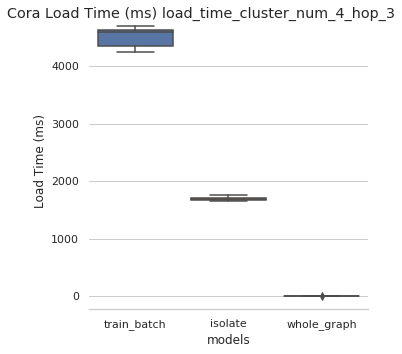 Cora Load Time (ms) load_time_cluster_num_4_hop_3
4000
3000
2000
1000
0
Load Time (ms)
train_batch isolate whole_graph
models